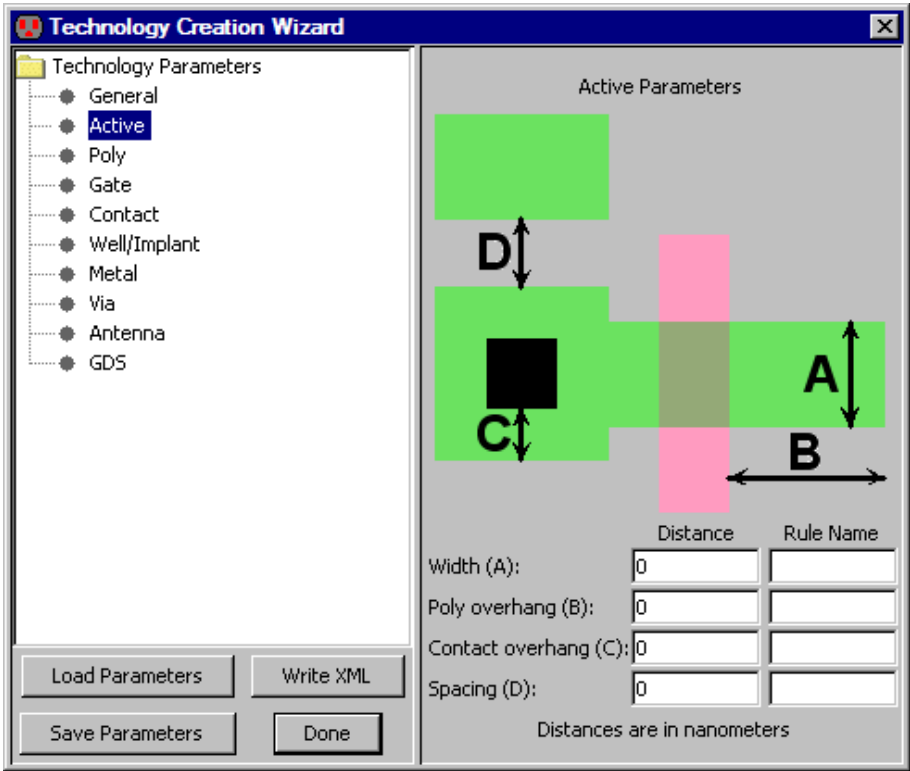 Technology Creation Wizard
Technology Parameters
General
Active
Poly
Gate
Contact
Well/Implant
Metal
Via
Antenna
GDS
Load Parameters
Write XML
Save Parameters
Done
Active Parameters
D
A
C
B
Distance Rule Name
Width (A): 0
Poly overhang (B): 0
Contact overhang (C): 0
Spacing (D): 0
Distances are in nanometers